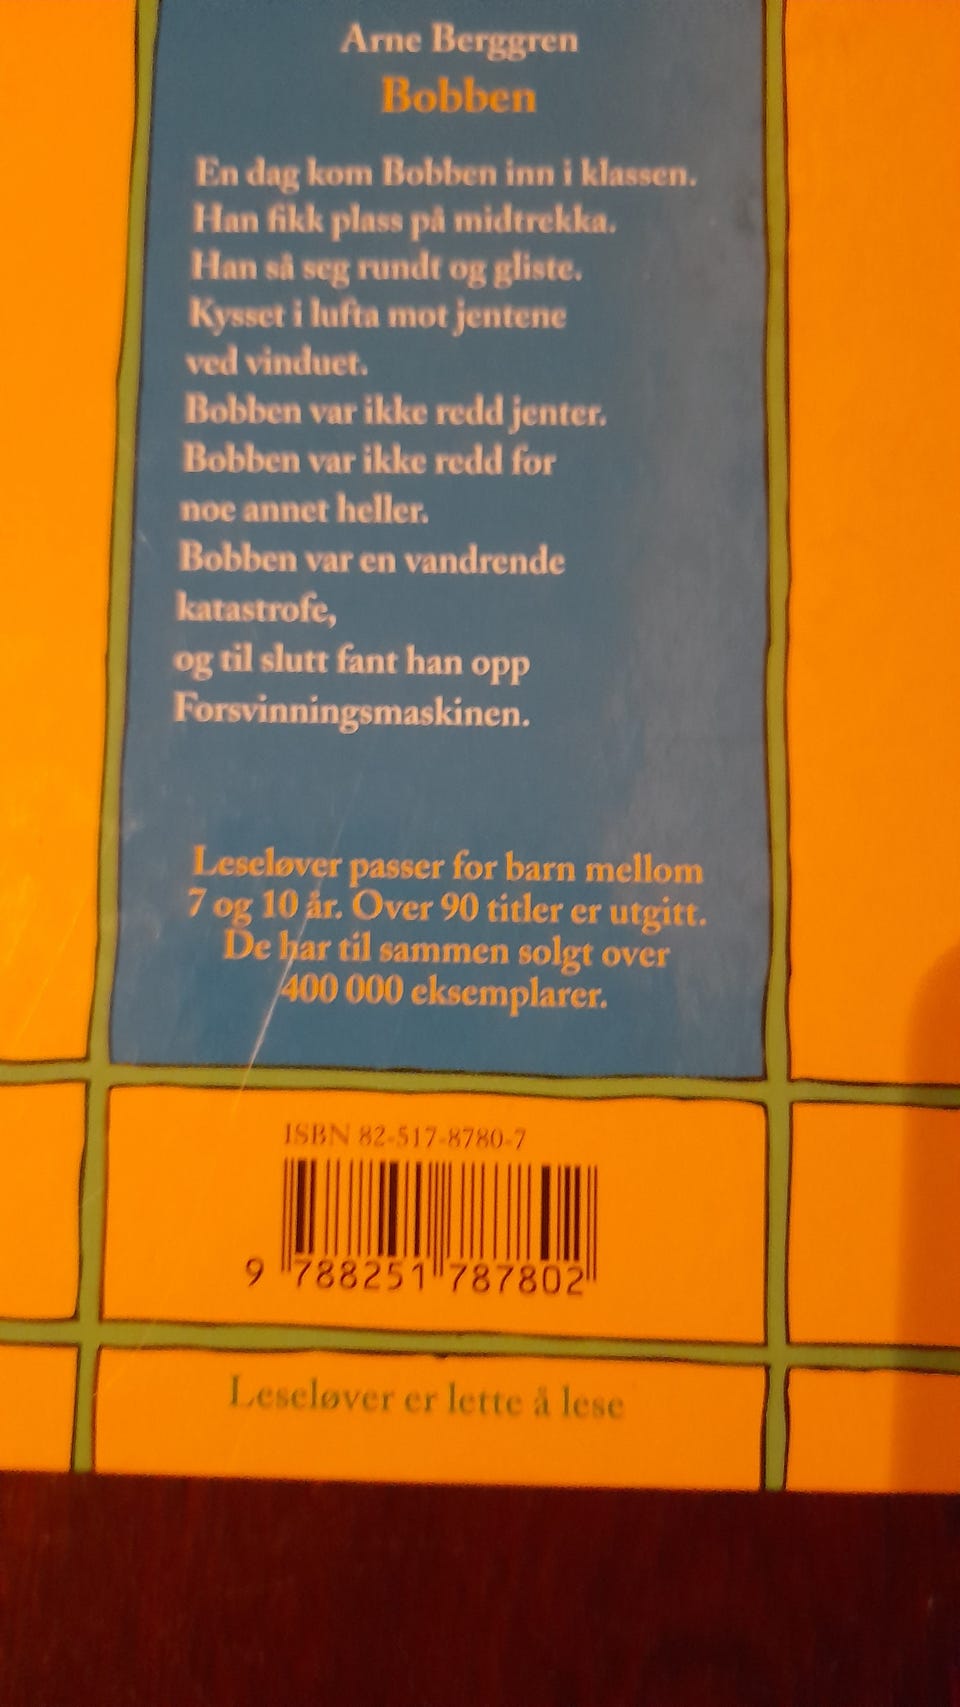 Arne Berggren
Bobben
En dag kom Bobben inn i klassen.
Han fikk plass på midtrekka.
Han så seg rundt og gliste.
Kysset i lufta mot jentene
ved vinduet.
Bobben var ikke redd jenter.
Bobben var ikke redd for
noe annet heller.
Bobben var en vandrende
katastrofe,
og til slutt fant han opp
Forsvinningsmaskinen.
Leseløver passer for barn mellom
7 og 10 år. Over 90 titler er utgitt.
De har til sammen solgt over
400 000 eksemplarer.
ISBN 82-517-8780-7
9 788251 787802
Leseløver er lette å lese